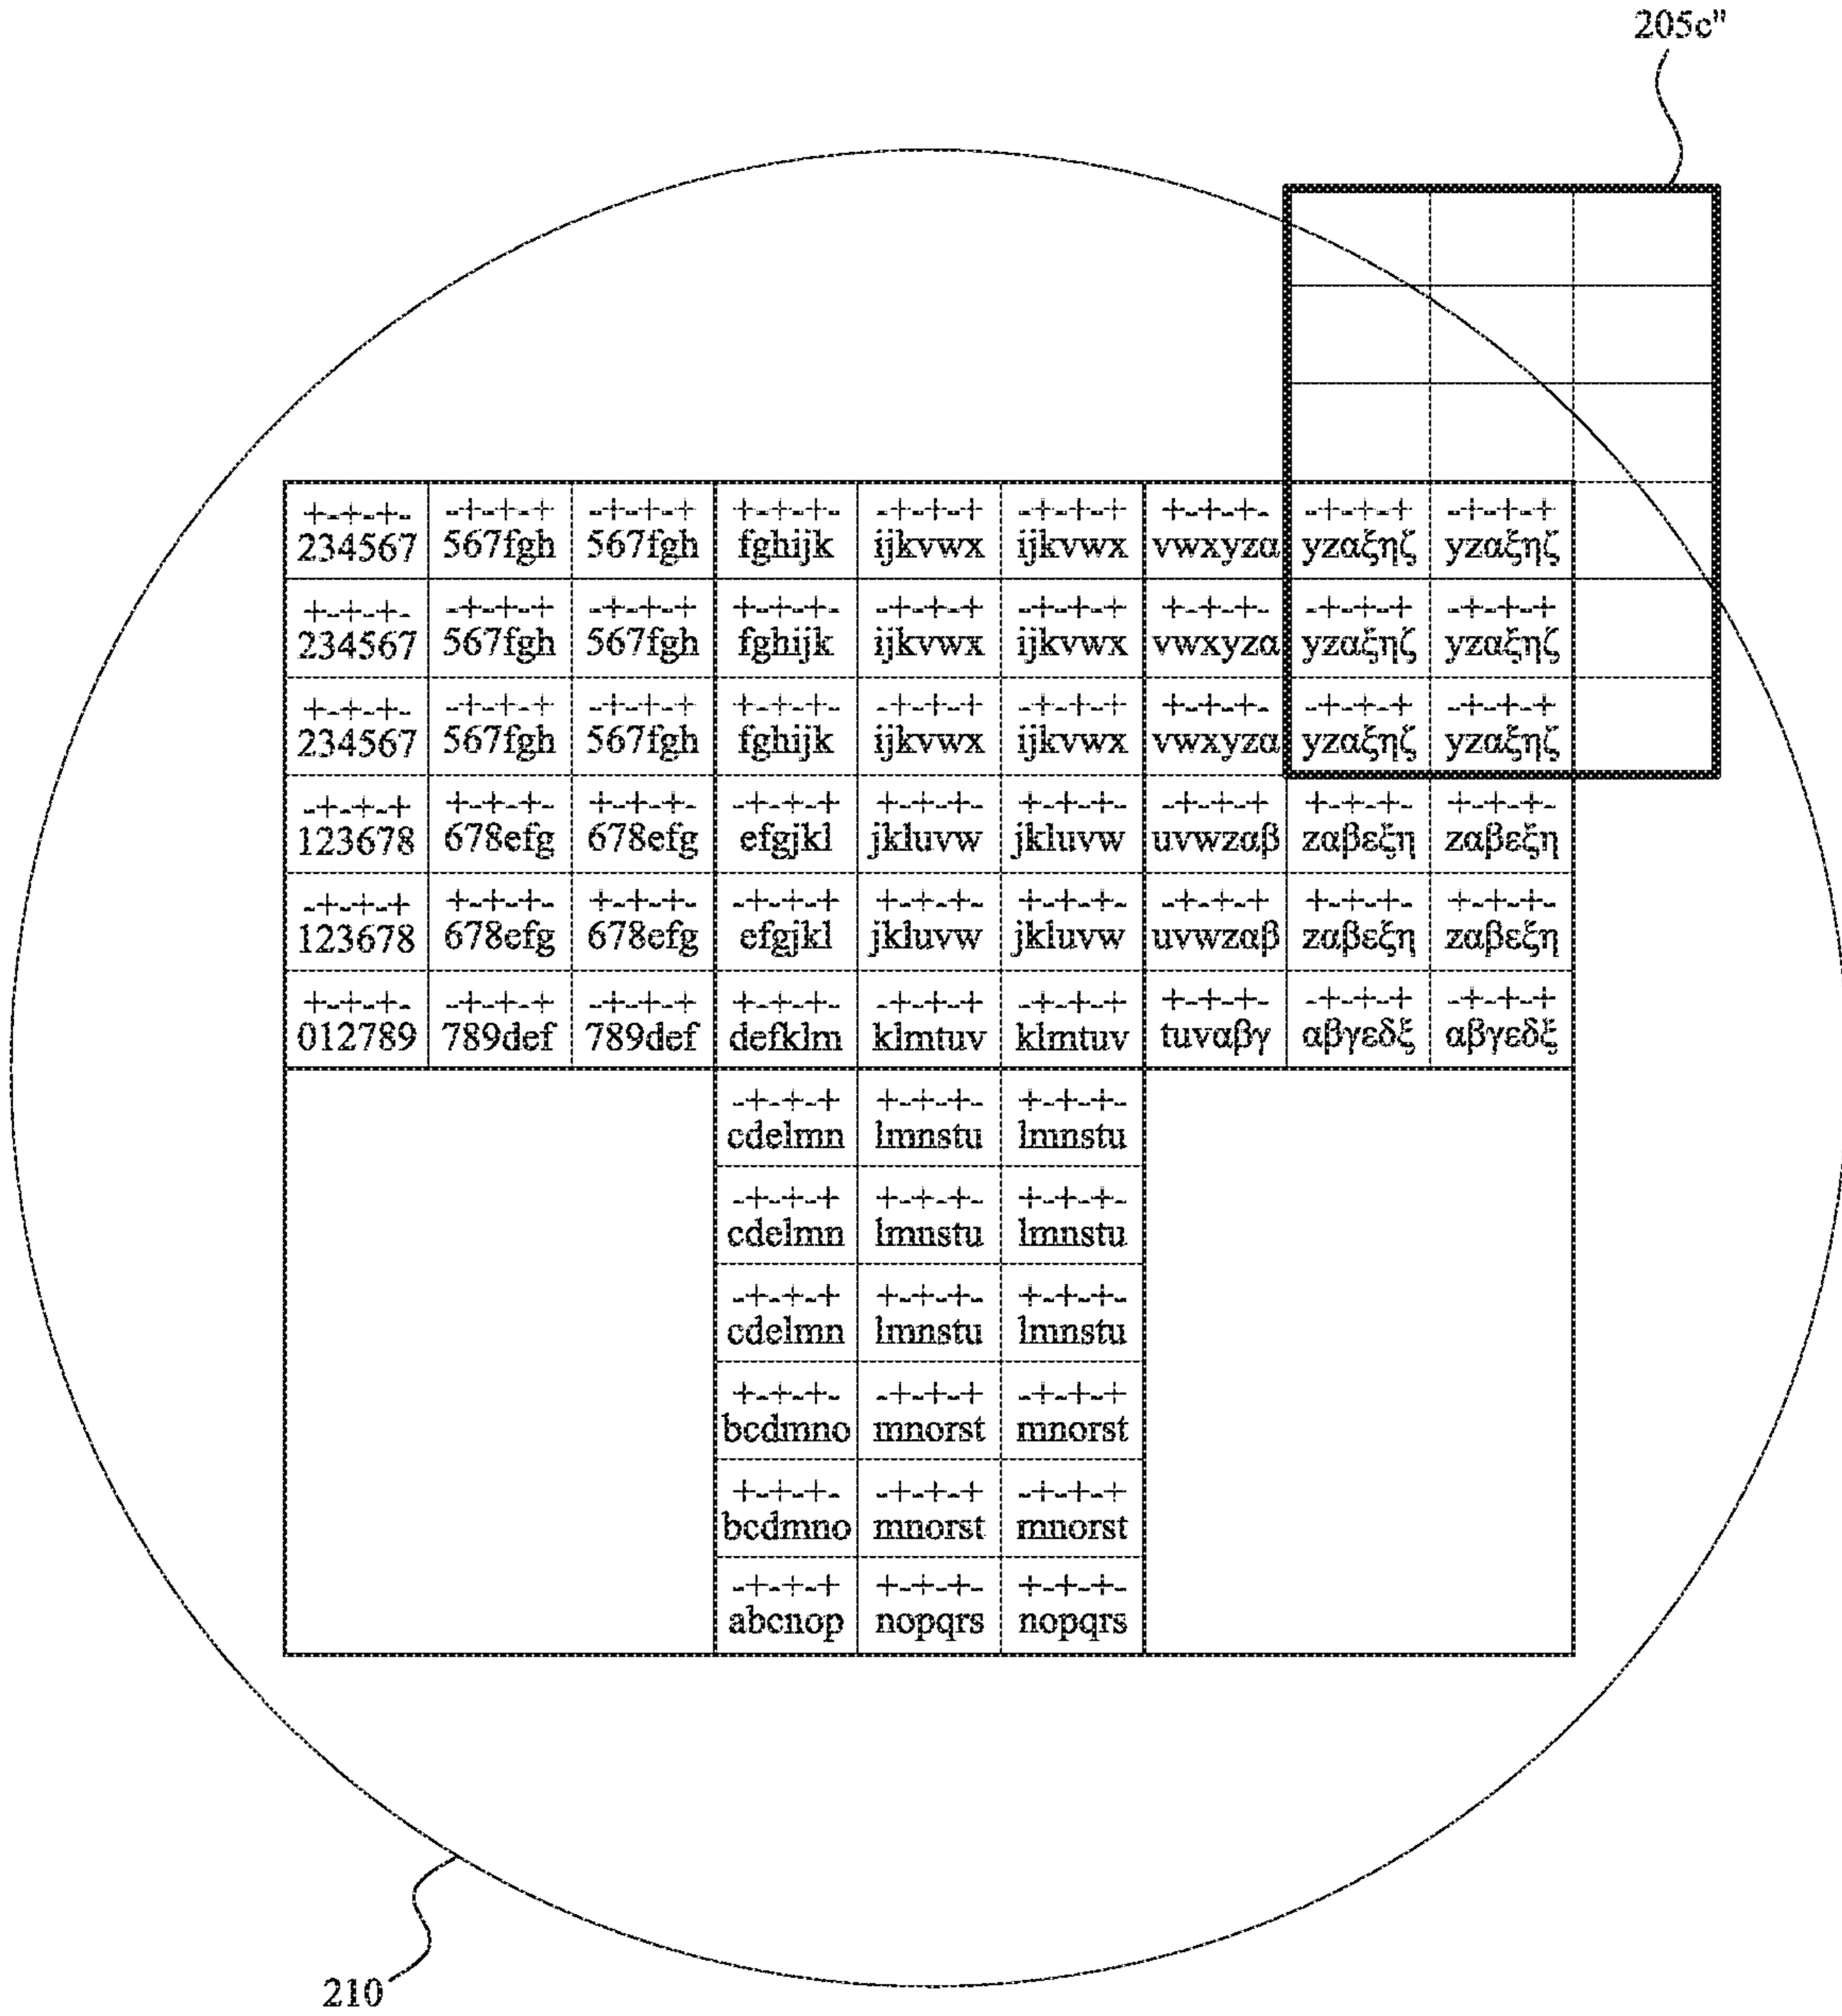 205c"
+-+-+- -+-+-+ -+-+-+ +-+-+- -+-+-+ -+-+-+ +-+-+- -+-+-+ -+-+-+
234567 567fgh 567fgh fghijk ijkvwx ijkvwx vwxyzα yzαξηζ yzαξηζ
+-+-+- -+-+-+ -+-+-+ +-+-+- -+-+-+ -+-+-+ +-+-+- -+-+-+ -+-+-+
234567 567fgh 567fgh fghijk ijkvwx ijkvwx vwxyzα yzαξηζ yzαξηζ
+-+-+- -+-+-+ -+-+-+ +-+-+- -+-+-+ -+-+-+ +-+-+- -+-+-+ -+-+-+
234567 567fgh 567fgh fghijk ijkvwx ijkvwx vwxyzα yzαξηζ yzαξηζ
-+-+-+ +-+-+- +-+-+- -+-+-+ +-+-+- +-+-+- -+-+-+ +-+-+- +-+-+-
123678 678efg 678efg efgjkl jkluvw jkluvw uvwzαβ zαβεξη zαβεξη
-+-+-+ +-+-+- +-+-+- -+-+-+ +-+-+- +-+-+- -+-+-+ +-+-+- +-+-+-
123678 678efg 678efg efgjkl jkluvw jkluvw uvwzαβ zαβεξη zαβεξη
+-+-+- -+-+-+ -+-+-+ +-+-+- -+-+-+ -+-+-+ +-+-+- -+-+-+ -+-+-+
012789 789def 789def defklm klmtuv klmtuv tuvαβγ αβγεδξ αβγεδξ
-+-+-+ +-+-+- +-+-+-
cdelmn lmnstu lmnstu
-+-+-+ +-+-+- +-+-+-
cdelmn lmnstu lmnstu
-+-+-+ +-+-+- +-+-+-
cdelmn lmnstu lmnstu
+-+-+- -+-+-+ -+-+-+
bcdmno mnorst mnorst
+-+-+- -+-+-+ -+-+-+
bcdmno mnorst mnorst
-+-+-+ +-+-+- +-+-+-
abcnop nopqrs nopqrs
210